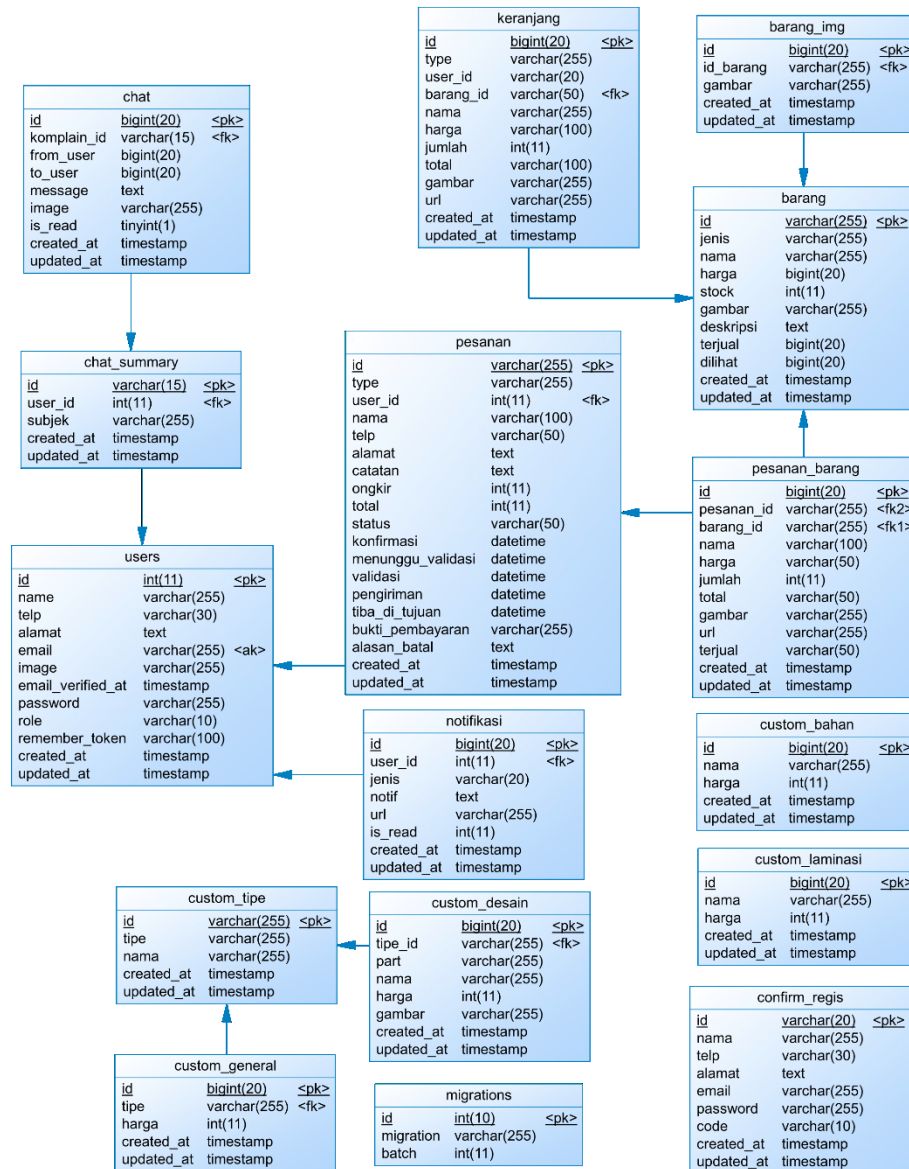 keranjang
id bigint(20) <pk>
type varchar(255)
user_id varchar(20)
barang_id varchar(50) <fk>
nama varchar(255)
harga varchar(100)
jumlah int(11)
total varchar(100)
gambar varchar(255)
url varchar(255)
created_at timestamp
updated_at timestamp
barang_img
id bigint(20) <pk>
id_barang varchar(255) <fk>
gambar varchar(255)
created_at timestamp
updated_at timestamp
chat
id bigint(20) <pk>
komplain_id varchar(15) <fk>
from_user bigint(20)
to_user bigint(20)
message text
image varchar(255)
is_read tinyint(1)
created_at timestamp
updated_at timestamp
barang
id varchar(255) <pk>
jenis varchar(255)
nama varchar(255)
harga bigint(20)
stock int(11)
gambar varchar(255)
deskripsi text
terjual bigint(20)
dilihat bigint(20)
created_at timestamp
updated_at timestamp
chat_summary
id varchar(15) <pk>
user_id int(11) <fk>
subjek varchar(255)
created_at timestamp
updated_at timestamp
pesanan
id varchar(255) <pk>
type varchar(255)
user_id int(11) <fk>
nama varchar(100)
telp varchar(50)
alamat text
catatan text
ongkir int(11)
total int(11)
status varchar(50)
konfirmasi datetime
menunggu_validasi datetime
validasi datetime
pengiriman datetime
tiba_di_tujuan datetime
bukti_pembayaran varchar(255)
alasan_batal text
created_at timestamp
updated_at timestamp
pesanan_barang
id bigint(20) <pk>
pesanan_id varchar(255) <fk2>
barang_id varchar(255) <fk1>
nama varchar(100)
harga varchar(50)
jumlah int(11)
total varchar(50)
gambar varchar(255)
url varchar(255)
terjual varchar(50)
created_at timestamp
updated_at timestamp
users
id int(11) <pk>
name varchar(255)
telp varchar(30)
alamat text
email varchar(255) <ak>
image varchar(255)
email_verified_at timestamp
password varchar(255)
role varchar(10)
remember_token varchar(100)
created_at timestamp
updated_at timestamp
notifikasi
id bigint(20) <pk>
user_id int(11) <fk>
jenis varchar(20)
notif text
url varchar(255)
is_read int(11)
created_at timestamp
updated_at timestamp
custom_bahan
id bigint(20) <pk>
nama varchar(255)
harga int(11)
created_at timestamp
updated_at timestamp
custom_laminasi
id bigint(20) <pk>
nama varchar(255)
harga int(11)
created_at timestamp
updated_at timestamp
custom_tipe
id varchar(255) <pk>
tipe varchar(255)
nama varchar(255)
created_at timestamp
updated_at timestamp
custom_desain
id bigint(20) <pk>
tipe_id varchar(255) <fk>
part varchar(255)
nama varchar(255)
harga int(11)
gambar varchar(255)
created_at timestamp
updated_at timestamp
custom_general
id bigint(20) <pk>
tipe varchar(255) <fk>
harga int(11)
created_at timestamp
updated_at timestamp
migrations
id int(10) <pk>
migration varchar(255)
batch int(11)
confirm_regis
id varchar(20) <pk>
nama varchar(255)
telp varchar(30)
alamat text
email varchar(255)
password varchar(255)
code varchar(10)
created_at timestamp
updated_at timestamp